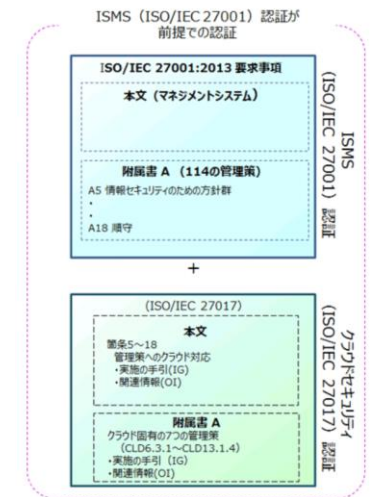 ISMS（ISO/IEC 27001）認証が
前提での認証
ISO/IEC 27001:2013 要求事項
本文（マネジメントシステム）
附属書 A （114の管理策）
A5 情報セキュリティのための方針群
・
・
A18 順守
ISMS
（ISO/IEC 27001）認証
+
(ISO/IEC 27017)
本文
箇条5～18
管理策へのクラウド対応
・実施の手引(IG)
・関連情報(OI)
附属書 A
クラウド固有の7つの管理策
（CLD6.3.1～CLD13.1.4）
・実施の手引（IG）
・関連情報(OI)
クラウドセキュリティ
（ISO/IEC 27017）認証